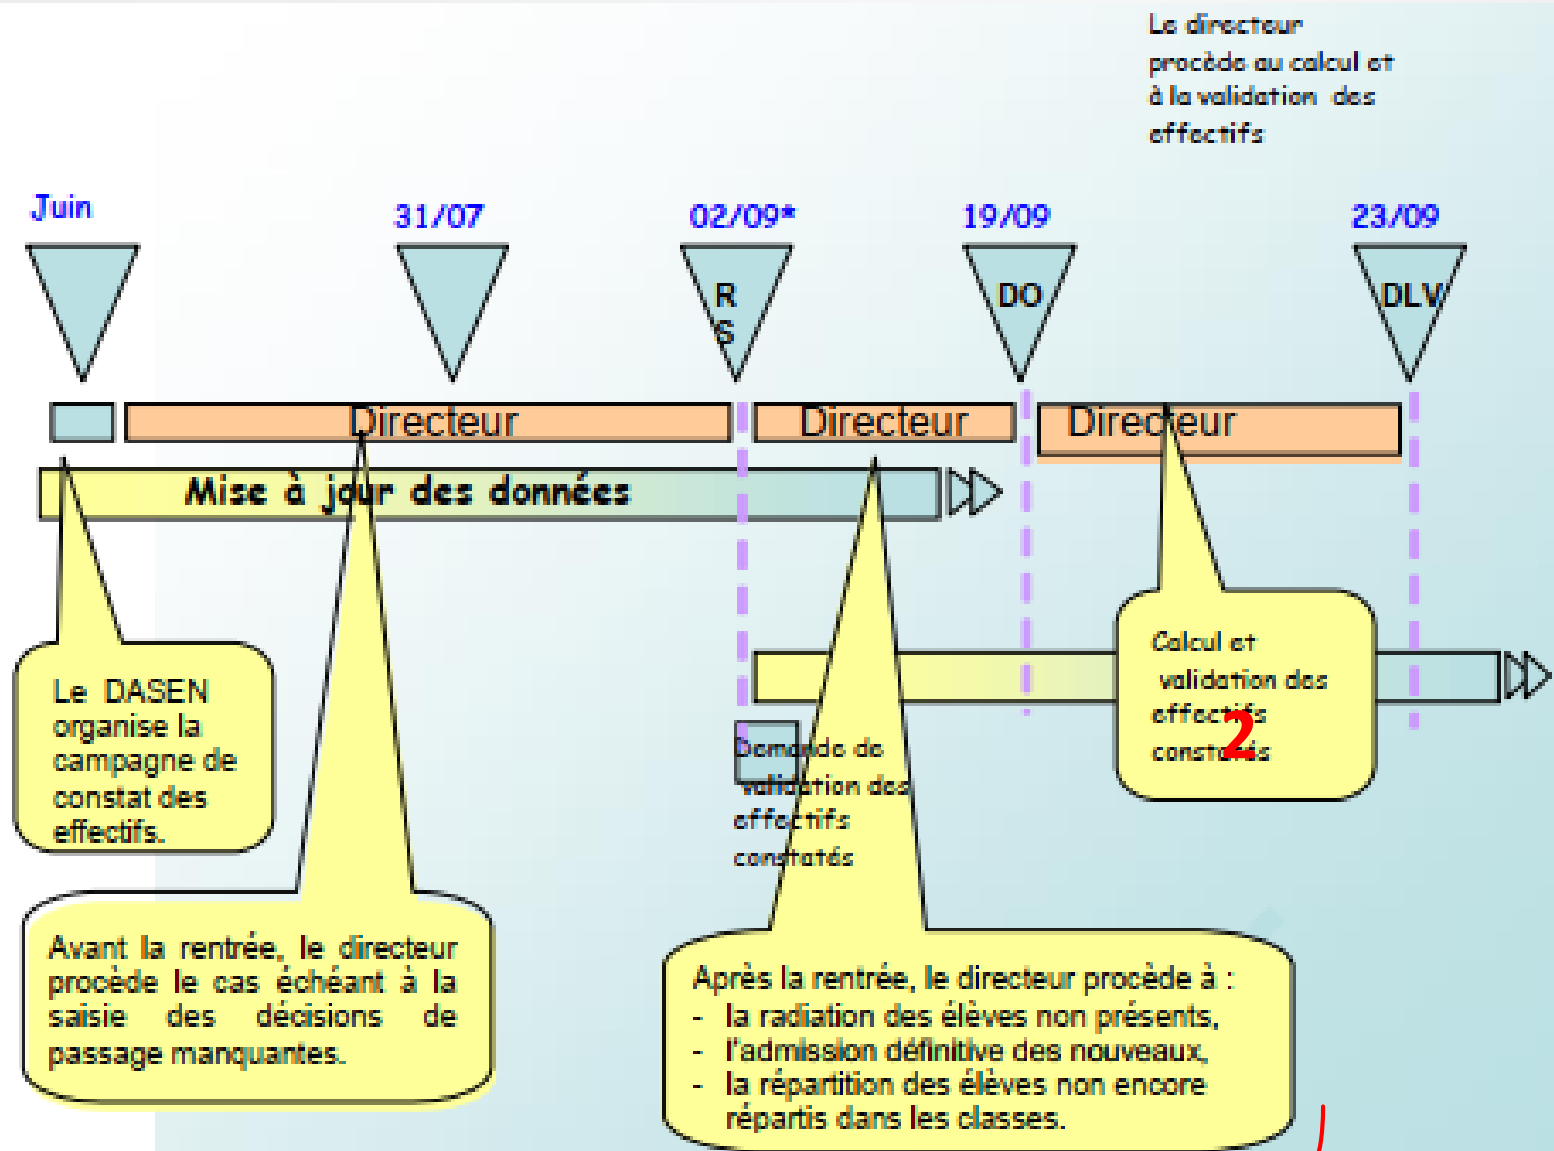 Le directeur
procède au calcul et
à la validation des
effectifs
Juin
31/07
02/09*
19/09
23/09
R
S
DO
DLV
Directeur
Directeur
Directeur
Mise à jour des données
Calcul et
validation des
effectifs
constatés
2
Le DASEN
organise la
campagne de
constat des
effectifs.
Demande de
validation des
effectifs
constatés
Avant la rentrée, le directeur
procède le cas échéant à la
saisie des décisions de
passage manquantes.
Après la rentrée, le directeur procède à :
- la radiation des élèves non présents,
- l'admission définitive des nouveaux,
- la répartition des élèves non encore
répartis dans les classes.